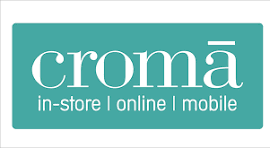 cromā
in-store | online | mobile